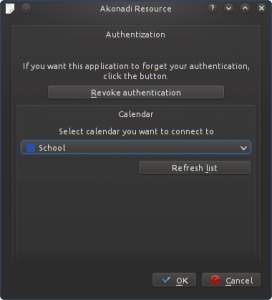 Akonadi Resource
Authentization
If you want this application to forget your authentication,
click the button.
Revoke authentication
Calendar
Select calendar you want to connect to
School
Refresh list
OK
Cancel